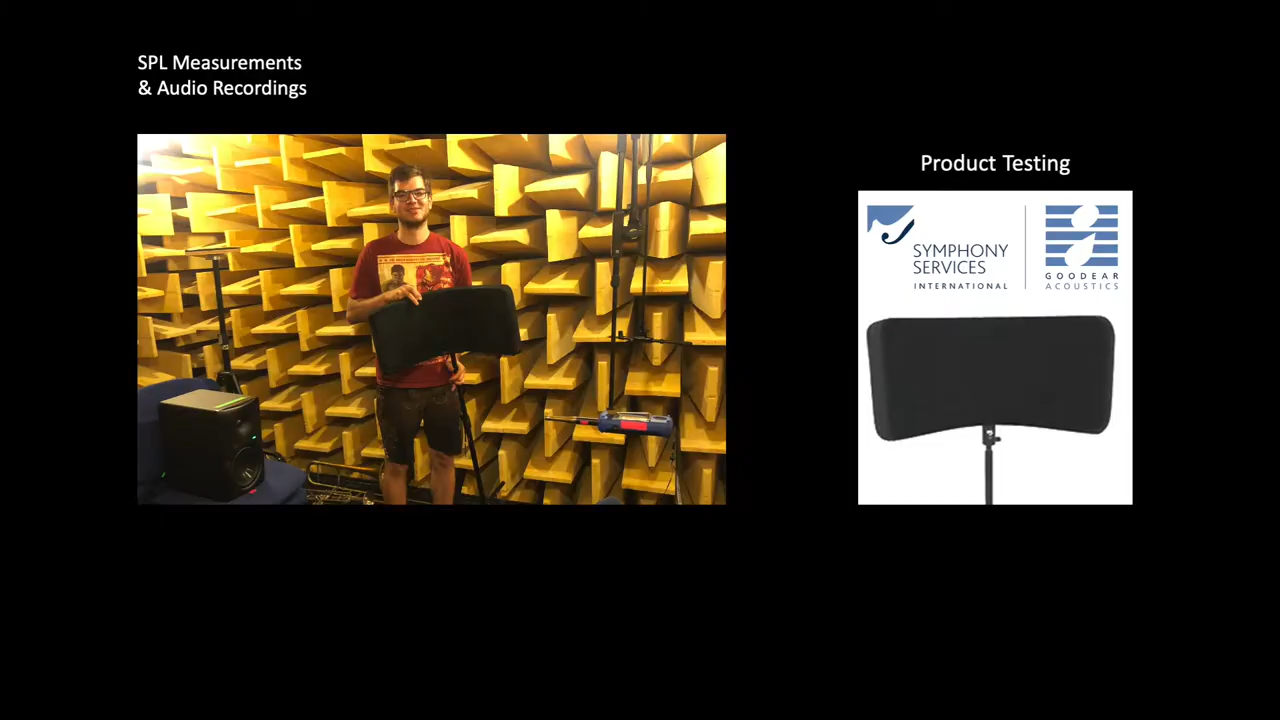 SPL Measurements
& Audio Recordings
Product Testing
SYMPHONY
SERVICES
INTERNATIONAL
GOODEAR
ACOUSTICS